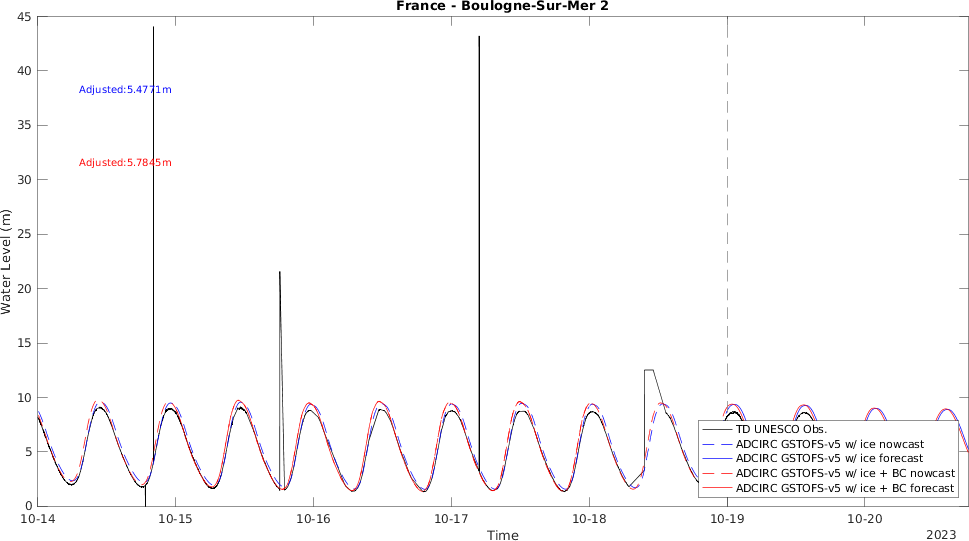 France - Boulogne-Sur-Mer 2
Water Level (m)
45
40
35
30
25
20
15
10
5
0
Adjusted:5.4771m
Adjusted:5.7845m
TD UNESCO Obs.
ADCIRC GSTOFS-v5 w/ ice nowcast
ADCIRC GSTOFS-v5 w/ ice forecast
ADCIRC GSTOFS-v5 w/ ice + BC nowcast
ADCIRC GSTOFS-v5 w/ ice + BC forecast
10-14 10-15 10-16 10-17 10-18 10-19 10-20
Time
2023